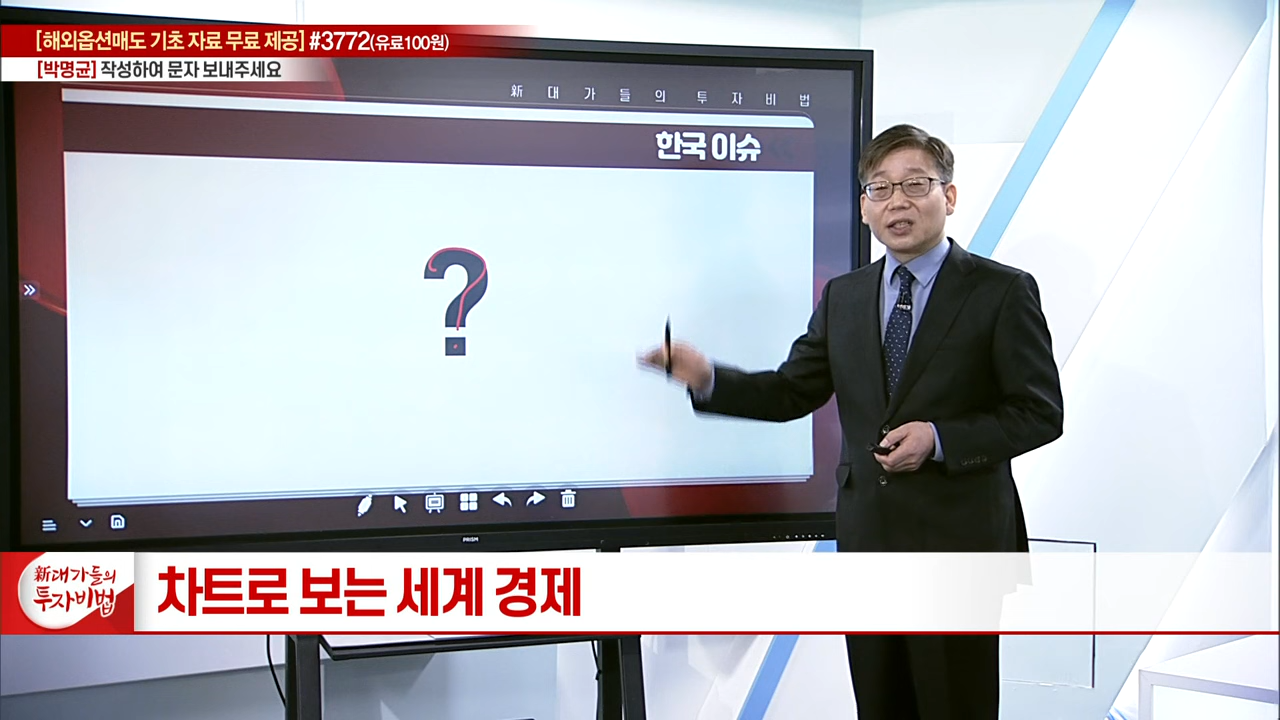 [해외옵션매도 기초 자료 무료 제공] #3772(유료100원)
[박명균] 작성하여 문자 보내주세요
新 대 가 들 의 투 자 비 법
한국 이슈
?
PRISM
新대가들의
투자비법
차트로 보는 세계 경제